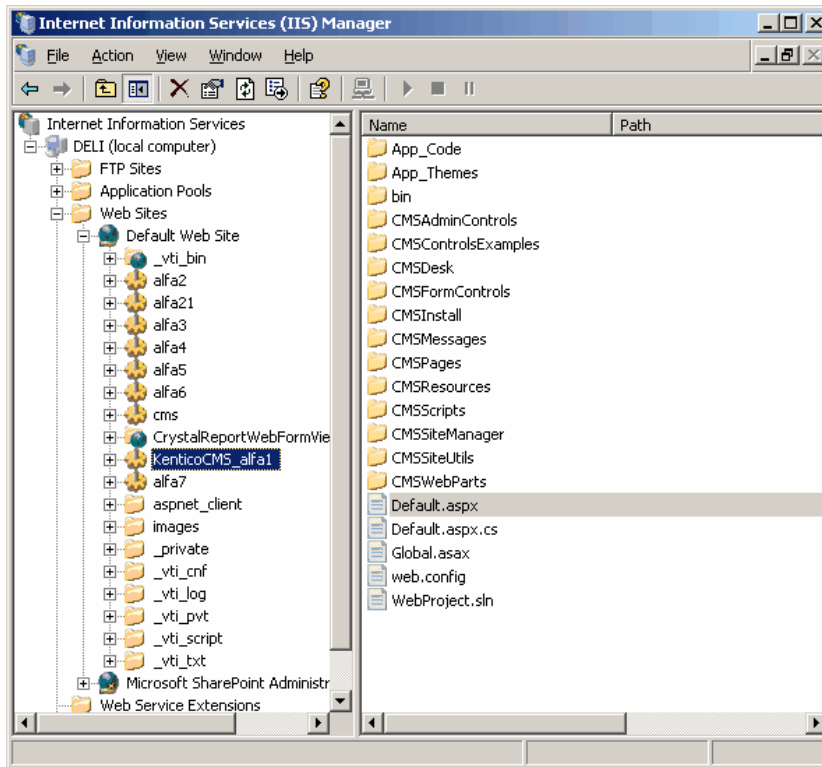 Internet Information Services (IIS) Manager
File Action View Window Help
Internet Information Services
DELI (local computer)
FTP Sites
Application Pools
Web Sites
Default Web Site
_vti_bin
alfa2
alfa21
alfa3
alfa4
alfa5
alfa6
cms
CrystalReportWebFormVie
KenticoCMS_alfa1
alfa7
aspnet_client
images
_private
_vti_cnf
_vti_log
_vti_pvt
_vti_script
_vti_txt
Microsoft SharePoint Administr
Web Service Extensions
Name Path
App_Code
App_Themes
bin
CMSAdminControls
CMSControlsExamples
CMSDesk
CMSFormControls
CMSInstall
CMSMessages
CMSPages
CMSResources
CMSScripts
CMSSiteManager
CMSSiteUtils
CMSWebParts
Default.aspx
Default.aspx.cs
Global.asax
web.config
WebProject.sln